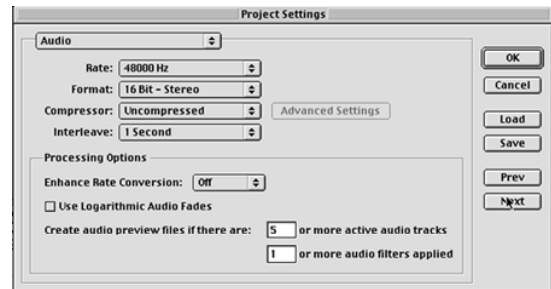 Project Settings
Audio
Rate: 48000 Hz
Format: 16 Bit - Stereo
Compressor: Uncompressed Advanced Settings
Interleave: 1 Second
Processing Options
Enhance Rate Conversion: Off
Use Logarithmic Audio Fades
Create audio preview files if there are: 5 or more active audio tracks
1 or more audio filters applied
OK
Cancel
Load
Save
Prev
Next